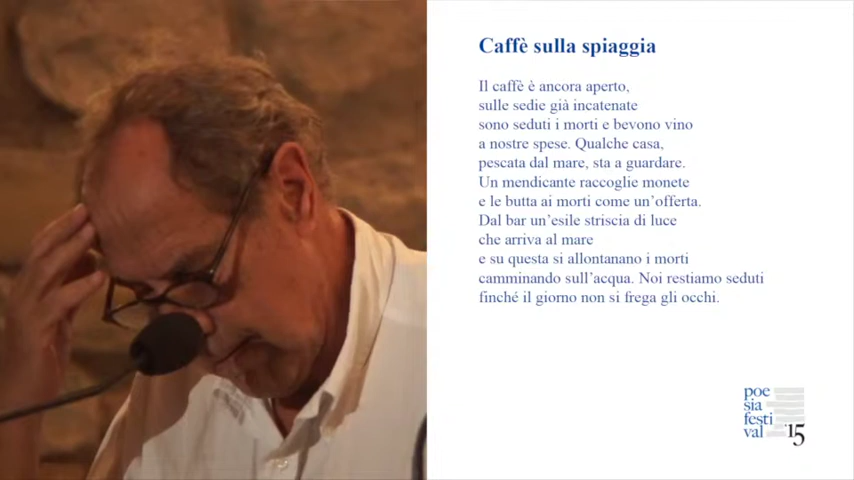 Caffè sulla spiaggia
Il caffè è ancora aperto,
sulle sedie già incatenate
sono seduti i morti e bevono vino
a nostre spese. Qualche casa,
pescata dal mare, sta a guardare.
Un mendicante raccoglie monete
e le butta ai morti come un'offerta.
Dal bar un'esile striscia di luce
che arriva al mare
e su questa si allontanano i morti
camminando sull'acqua. Noi restiamo seduti
finché il giorno non si frega gli occhi.
poe
sia
festi
val '15